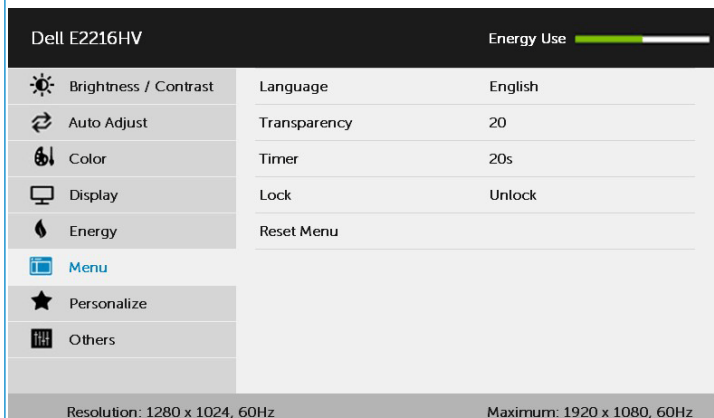 Dell E2216HV Energy Use
Brightness / Contrast Language English
Auto Adjust Transparency 20
Color Timer 20s
Display Lock Unlock
Energy Reset Menu
Menu
Personalize
Others
Resolution: 1280 x 1024, 60Hz Maximum: 1920 x 1080, 60Hz